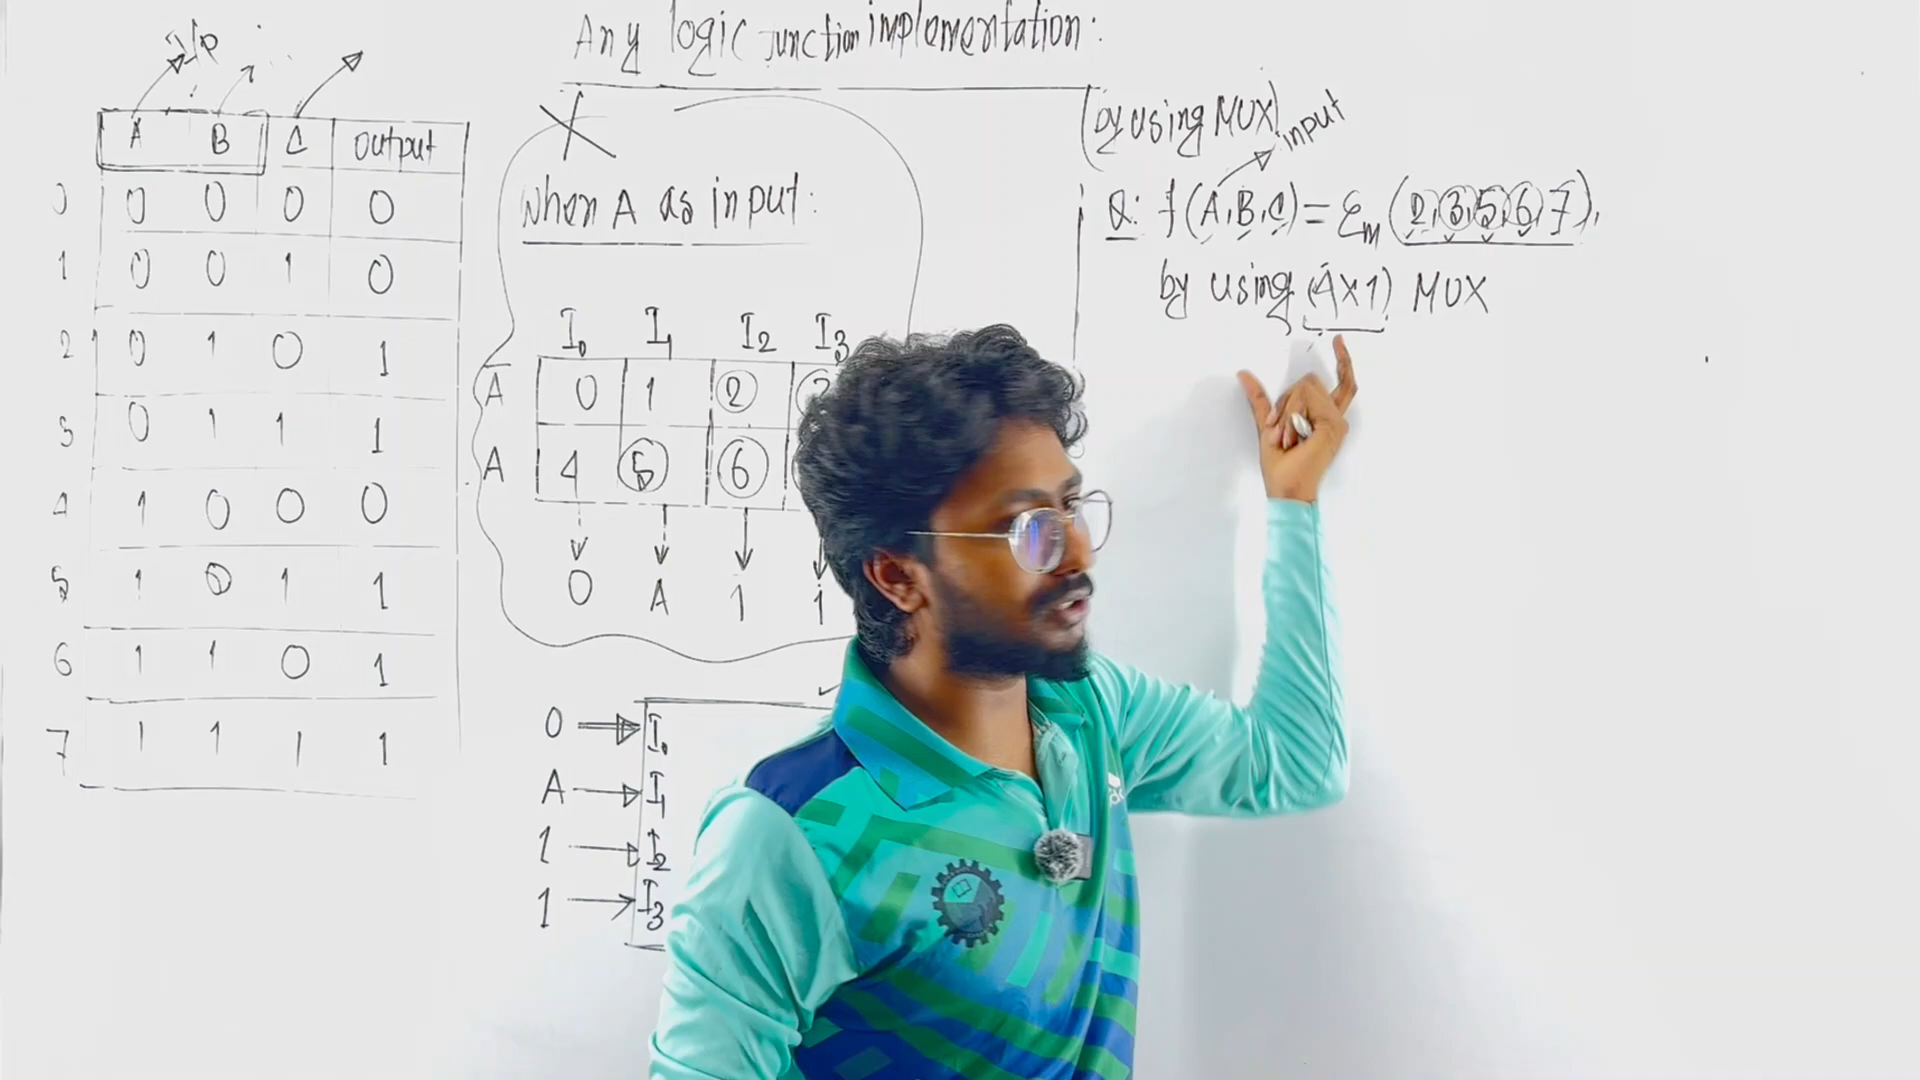 Any logic function implementation:
(by using MUX)
input
Q: f(A,B,C) = Σm (2,3,5,6,7),
by using (4x1) MUX
I/p
A B C output
0 0 0 0 0
1 0 0 1 0
2 0 1 0 1
3 0 1 1 1
4 1 0 0 0
5 1 0 1 1
6 1 1 0 1
7 1 1 1 1
When A as input:
I0 I1 I2 I3
A̅ 0 1 2
A 4 5 6
0 A 1 1
0 I0
A I1
1 I2
1 I3